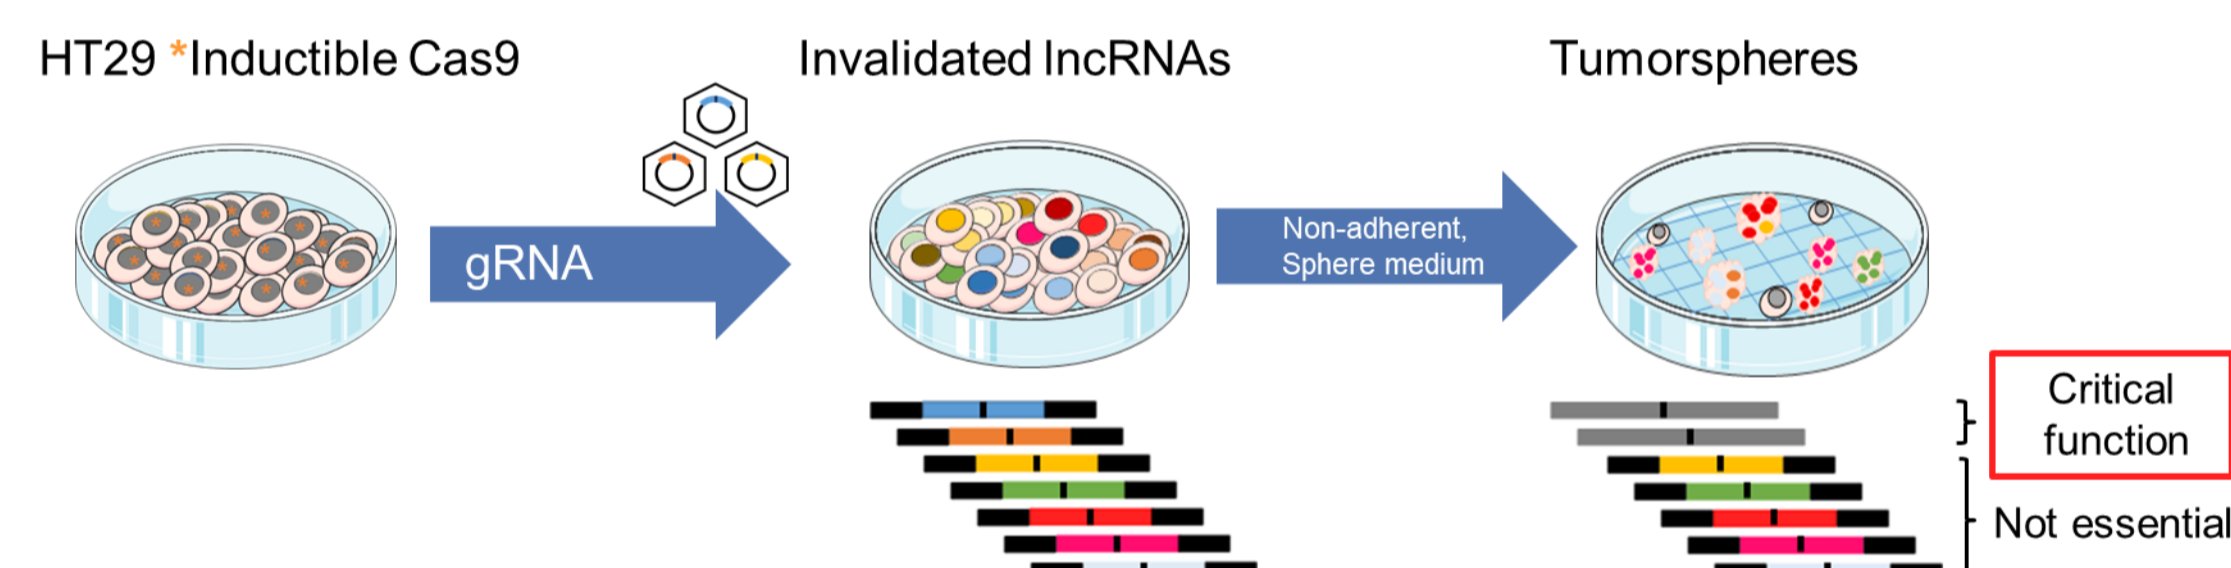 HT29 *Inductible Cas9
Invalidated lncRNAs
Tumorspheres
gRNA
Non-adherent,
Sphere medium
Critical
function
Not essential